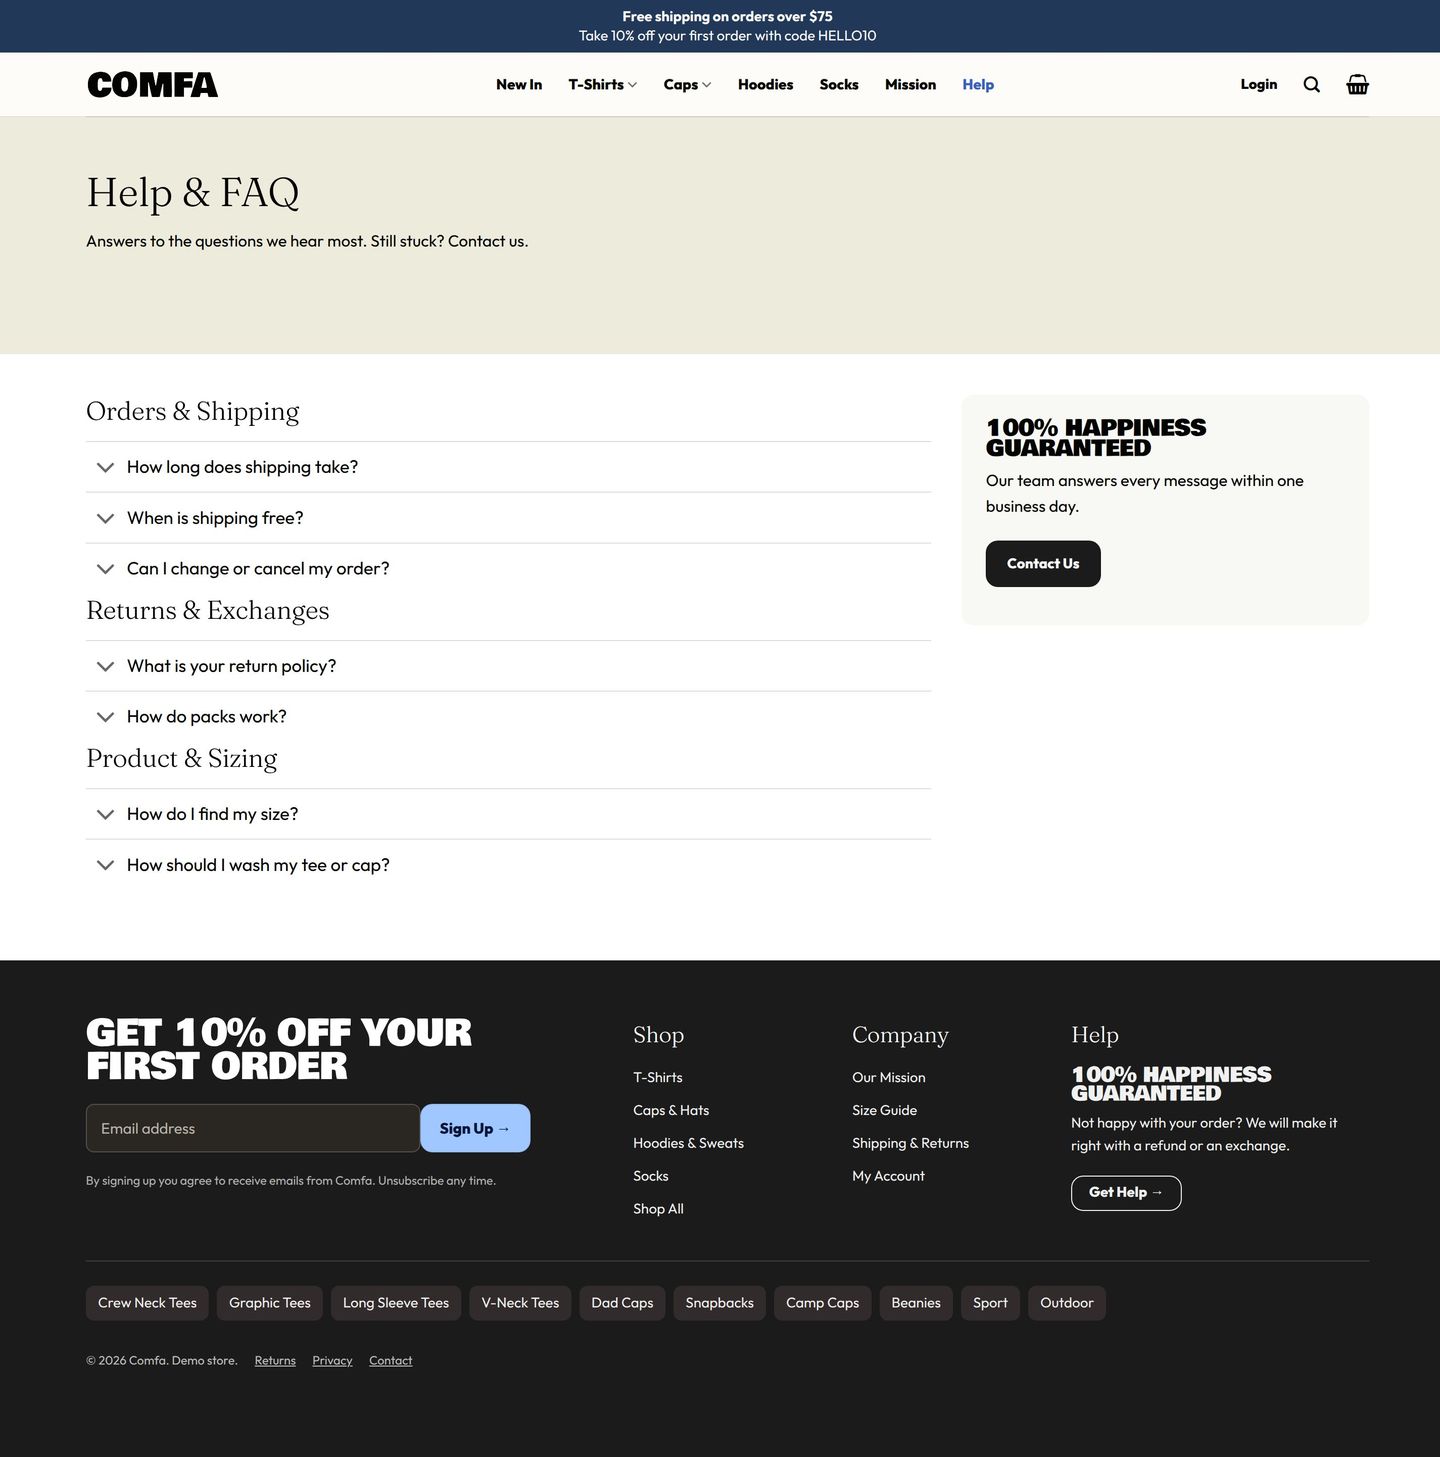 Free shipping on orders over $75
Take 10% off your first order with code HELLO10
COMFA
New In
T-Shirts
Caps
Hoodies
Socks
Mission
Help
Login
Help & FAQ
Answers to the questions we hear most. Still stuck? Contact us.
Orders & Shipping
How long does shipping take?
When is shipping free?
Can I change or cancel my order?
Returns & Exchanges
What is your return policy?
How do packs work?
Product & Sizing
How do I find my size?
How should I wash my tee or cap?
100% HAPPINESS
GUARANTEED
Our team answers every message within one
business day.
Contact Us
GET 10% OFF YOUR
FIRST ORDER
Email address
Sign Up →
By signing up you agree to receive emails from Comfa. Unsubscribe any time.
Shop
T-Shirts
Caps & Hats
Hoodies & Sweats
Socks
Shop All
Company
Our Mission
Size Guide
Shipping & Returns
My Account
Help
100% HAPPINESS
GUARANTEED
Not happy with your order? We will make it
right with a refund or an exchange.
Get Help →
Crew Neck Tees
Graphic Tees
Long Sleeve Tees
V-Neck Tees
Dad Caps
Snapbacks
Camp Caps
Beanies
Sport
Outdoor
© 2026 Comfa. Demo store.
Returns
Privacy
Contact